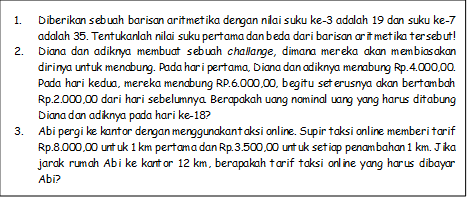 1. Diberikan sebuah barisan aritmetika dengan nilai suku ke-3 adalah 19 dan suku ke-7
adalah 35. Tentukanlah nilai suku pertama dan beda dari barisan aritmetika tersebut!
2. Diana dan adiknya membuat sebuah challange, dimana mereka akan membiasakan
dirinya untuk menabung. Pada hari pertama, Diana dan adiknya menabung Rp.4.000,00.
Pada hari kedua, mereka menabung RP.6.000,00, begitu seterusnya akan bertambah
Rp.2.000,00 dari hari sebelumnya. Berapakah uang nominal uang yang harus ditabung
Diana dan adiknya pada hari ke-18?
3. Abi pergi ke kantor dengan menggunakan taksi online. Supir taksi online memberi tarif
Rp.8.000,00 untuk 1 km pertama dan Rp.3.500,00 untuk setiap penambahan 1 km. Jika
jarak rumah Abi ke kantor 12 km, berapakah tarif taksi online yang harus dibayar
Abi?